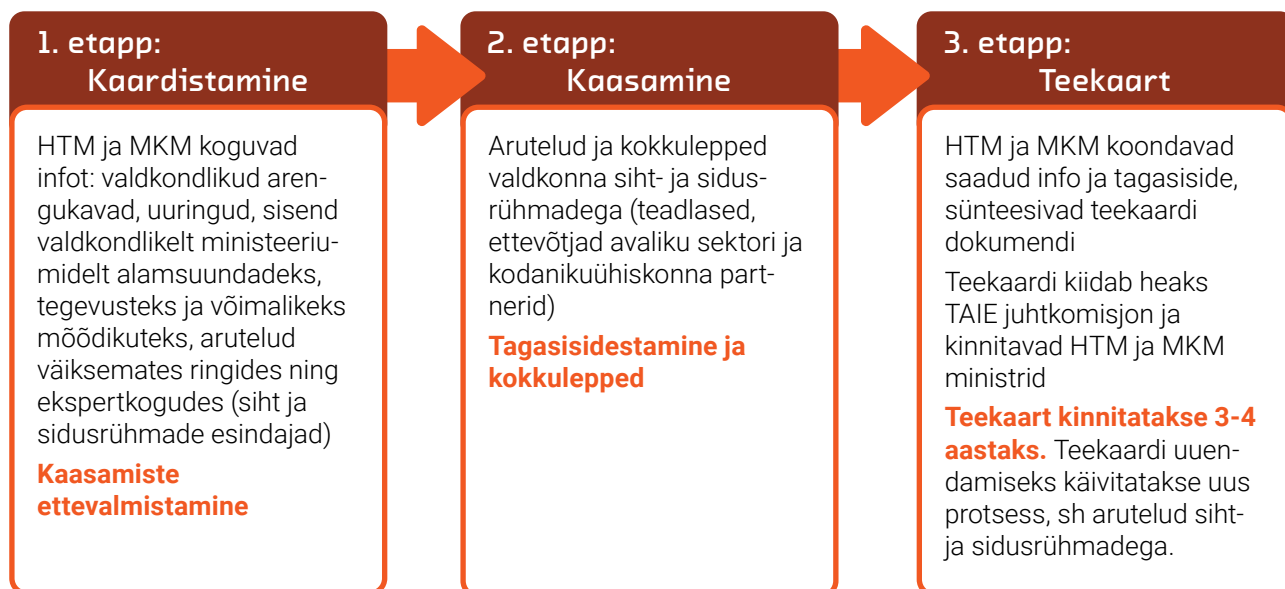 1. etapp:
Kaardistamine
HTM ja MKM koguvad
infot: valdkondlikud aren-
gukavad, uuringud, sisend
valdkondlikelt ministeeriu-
midelt alamsuundadeks,
tegevusteks ja võimalikeks
mõõdikuteks, arutelud
väiksemates ringides ning
ekspertkogudes (siht ja
sidusrühmade esindajad)
Kaasamiste
ettevalmistamine
2. etapp:
Kaasamine
Arutelud ja kokkulepped
valdkonna siht- ja sidus-
rühmadega (teadlased,
ettevõtjad avaliku sektori ja
kodanikuühiskonna part-
nerid)
Tagasisidestamine ja
kokkulepped
3. etapp:
Teekaart
HTM ja MKM koondavad
saadud info ja tagasiside,
sünteesivad teekaardi
dokumendi
Teekaardi kiidab heaks
TAIE juhtkomisjon ja
kinnitavad HTM ja MKM
ministrid
Teekaart kinnitatakse 3-4
aastaks. Teekaardi uuen-
damiseks käivitatakse uus
protsess, sh arutelud siht-
ja sidusrühmadega.